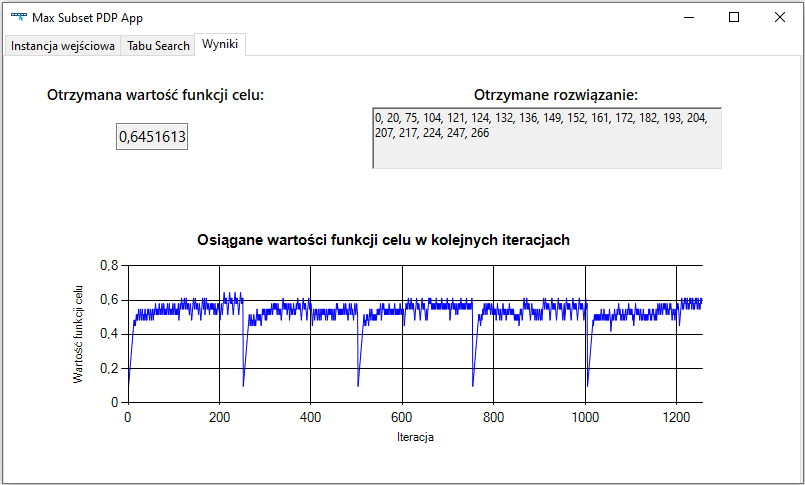 Max Subset PDP App
Instancja wejściowa Tabu Search Wyniki
Otrzymana wartość funkcji celu:
0,6451613
Otrzymane rozwiązanie:
0, 20, 75, 104, 121, 124, 132, 136, 149, 152, 161, 172, 182, 193, 204,
207, 217, 224, 247, 266
Osiągane wartości funkcji celu w kolejnych iteracjach
Wartość funkcji celu
0,8
0,6
0,4
0,2
0
0 200 400 600 800 1000 1200
Iteracja